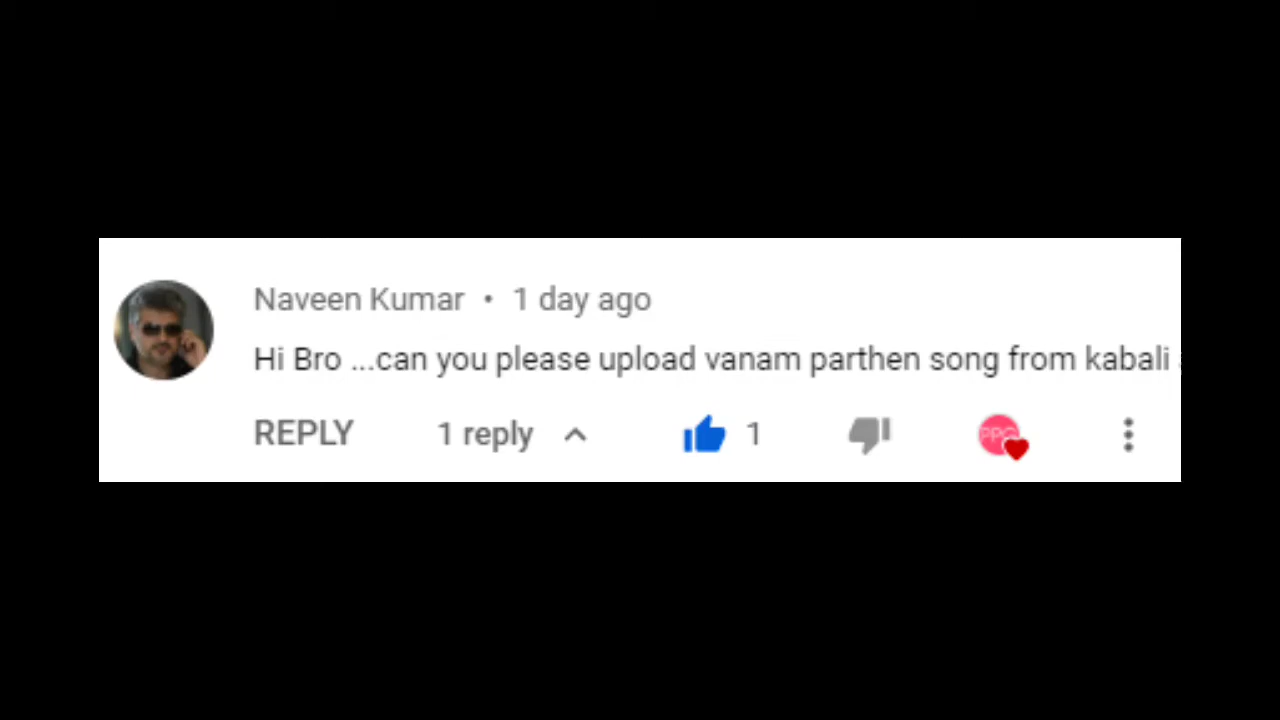 Naveen Kumar • 1 day ago
Hi Bro ...can you please upload vanam parthen song from kabali
REPLY 1 reply 1
PPG